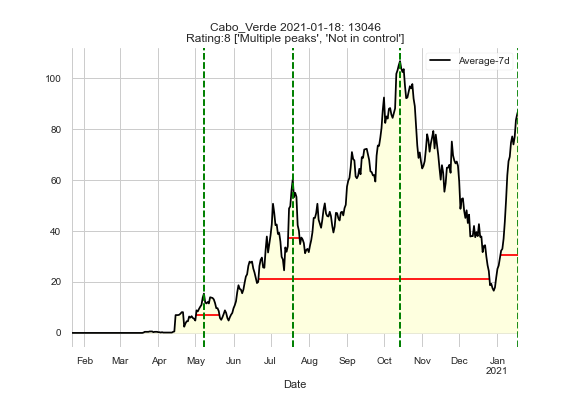 Cabo_Verde 2021-01-18: 13046
Rating:8 ['Multiple peaks', 'Not in control']
Average-7d
100
80
60
40
20
0
Feb Mar Apr May Jun Jul Aug Sep Oct Nov Dec Jan
2021
Date